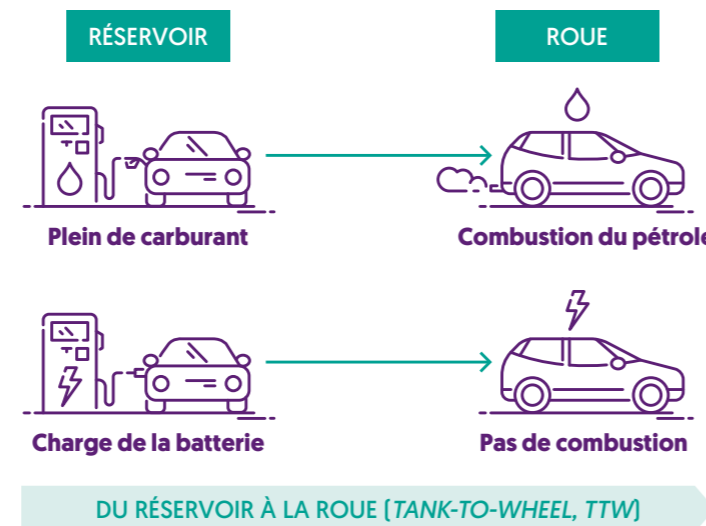 RÉSERVOIR
ROUE
Plein de carburant
Combustion du pétrole
Charge de la batterie
Pas de combustion
DU RÉSERVOIR À LA ROUE (TANK-TO-WHEEL, TTW)